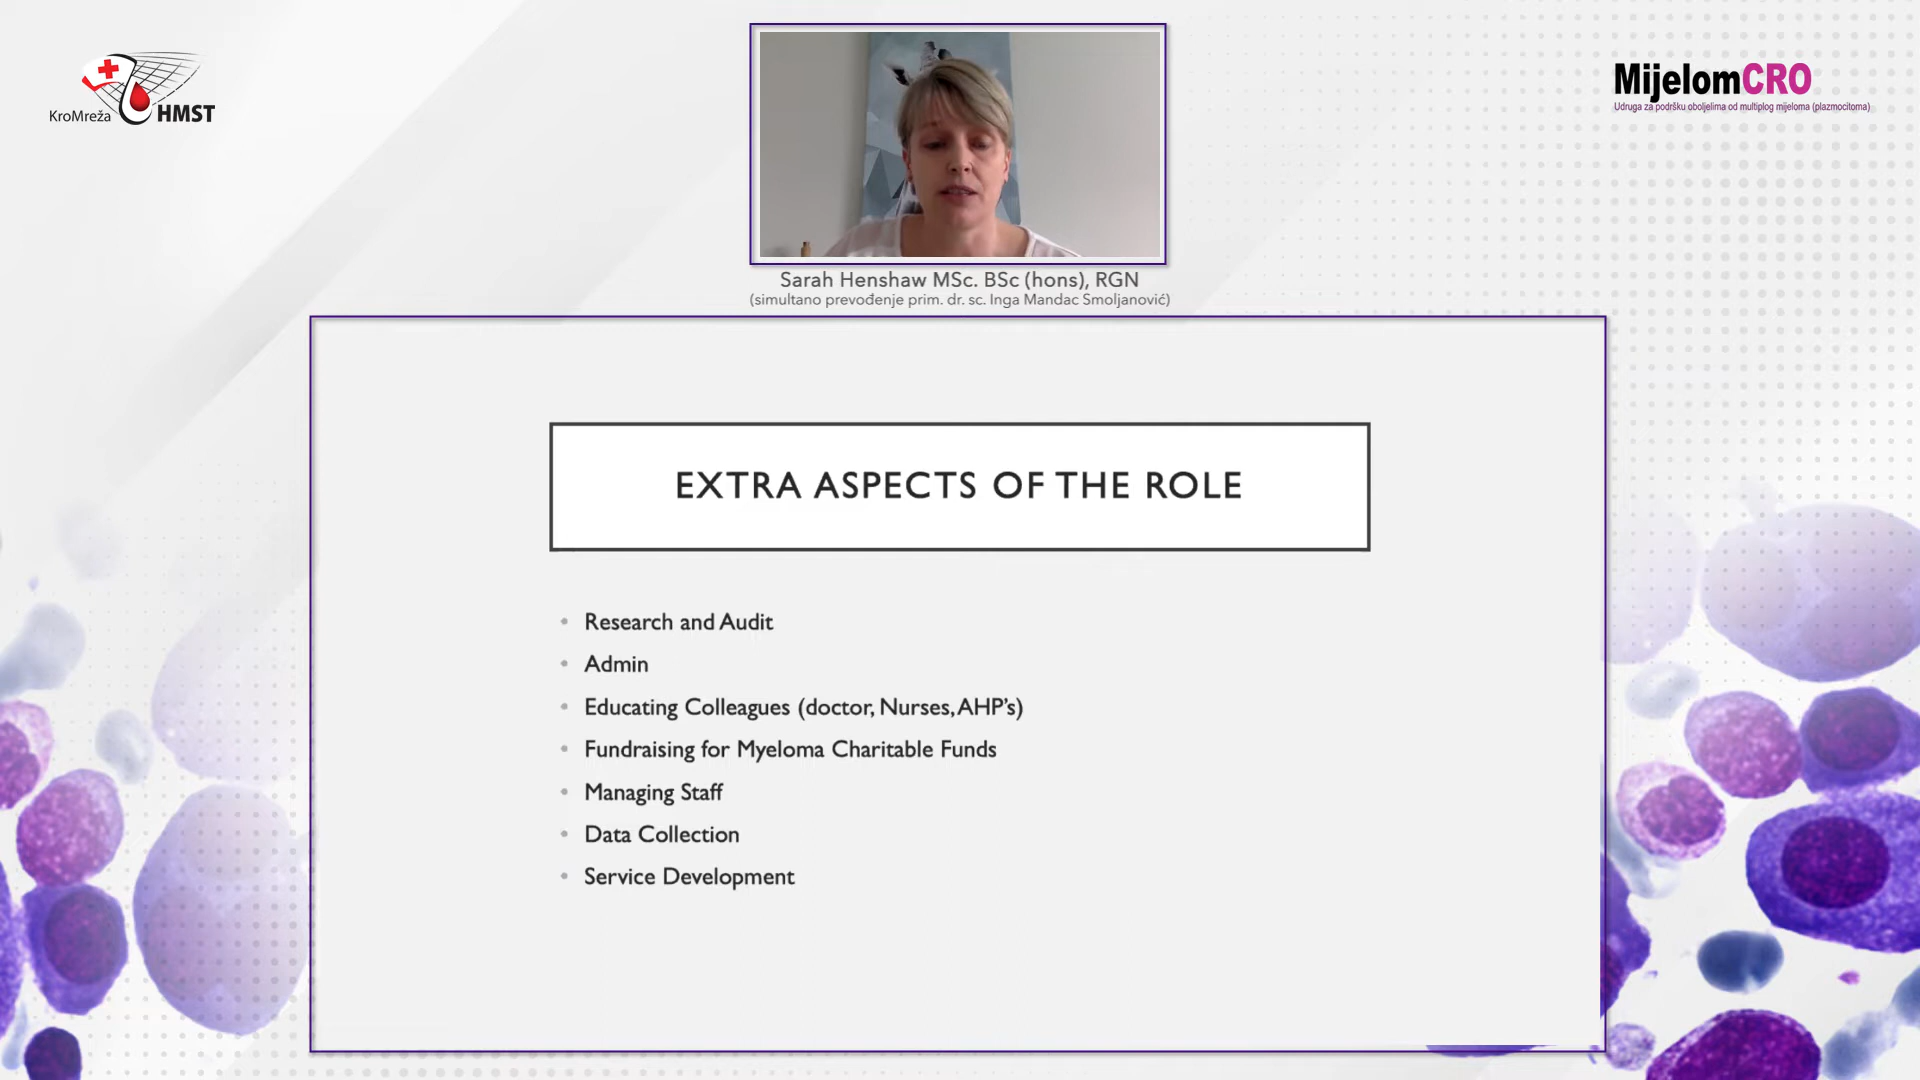 KroMreža HMST
MijelomCRO
Udruga za podršku oboljelima od multiplog mijeloma (plazmocitoma)
Sarah Henshaw MSc. BSc (hons), RGN
(simultano prevođenje prim. dr. sc. Inga Mandac Smoljanović)
EXTRA ASPECTS OF THE ROLE
• Research and Audit
• Admin
• Educating Colleagues (doctor, Nurses, AHP's)
• Fundraising for Myeloma Charitable Funds
• Managing Staff
• Data Collection
• Service Development